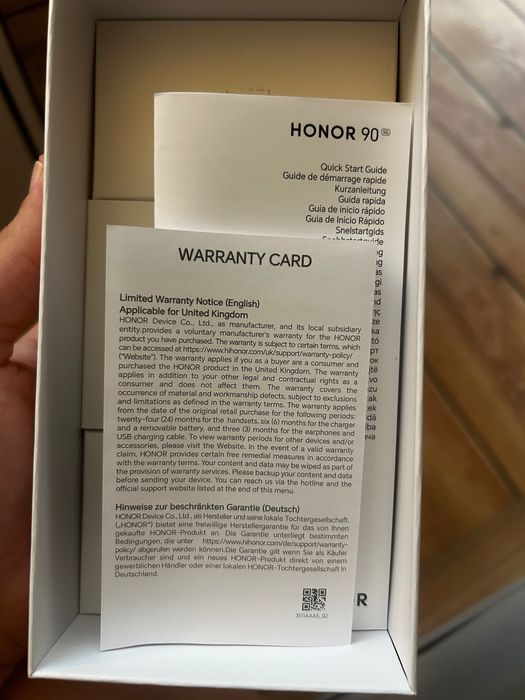 HONOR 90 5G
Quick Start Guide
Guide de démarrage rapide
Kurzanleitung
Guida rapida
Guía de inicio rápido
Guia de Início Rápido
Snelstartgids
WARRANTY CARD
Limited Warranty Notice (English)
Applicable for United Kingdom
HONOR Device Co., Ltd., as manufacturer, and its local subsidiary
entity,provides a voluntary manufacturer's warranty for the HONOR
product you have purchased. The warranty is subject to certain terms, which
can be accessed at https://www.hihonor.com/uk/support/warranty-policy/
("Website"). The warranty applies if you as a buyer are a consumer and
purchased the HONOR product in the United Kingdom. The warranty
applies in addition to your other legal and contractual rights as a
consumer and does not affect them. The warranty covers the
occurrence of material and workmanship defects, subject to exclusions
and limitations as defined in the warranty terms. The warranty applies
from the date of the original retail purchase for the following periods:
twenty-four (24) months for the handsets, six (6) months for the charger
and a removable battery, and three (3) months for the earphones and
USB charging cable. To view warranty periods for other devices and/or
accessories, please visit the Website. In the event of a valid warranty
claim, HONOR provides certain free remedial measures in accordance
with the warranty terms. Your content and data may be wiped as part of
the provision of warranty services. Please backup your content and data
before sending your device. You can reach us via the hotline and the
official support website listed at the end of this menu.
Hinweise zur beschränkten Garantie (Deutsch)
HONOR Device Co., Ltd., als Hersteller und seine lokale Tochtergesellschaft.
(„HONOR") bietet eine freiwillige Herstellergarantie für das von Ihnen
gekaufte HONOR-Produkt an. Die Garantie unterliegt bestimmten
Bedingungen, die unter https://www.hihonor.com/de/support/warranty-
policy/ abgerufen werden können.Die Garantie gilt wenn Sie als Käufer
Verbraucher sind und ein neues HONOR-Produkt direkt von einem
gewerblichen Händler oder einer lokalen HONOR-Tochtergesellschaft in
Deutschland.
3111AAAS_02
R